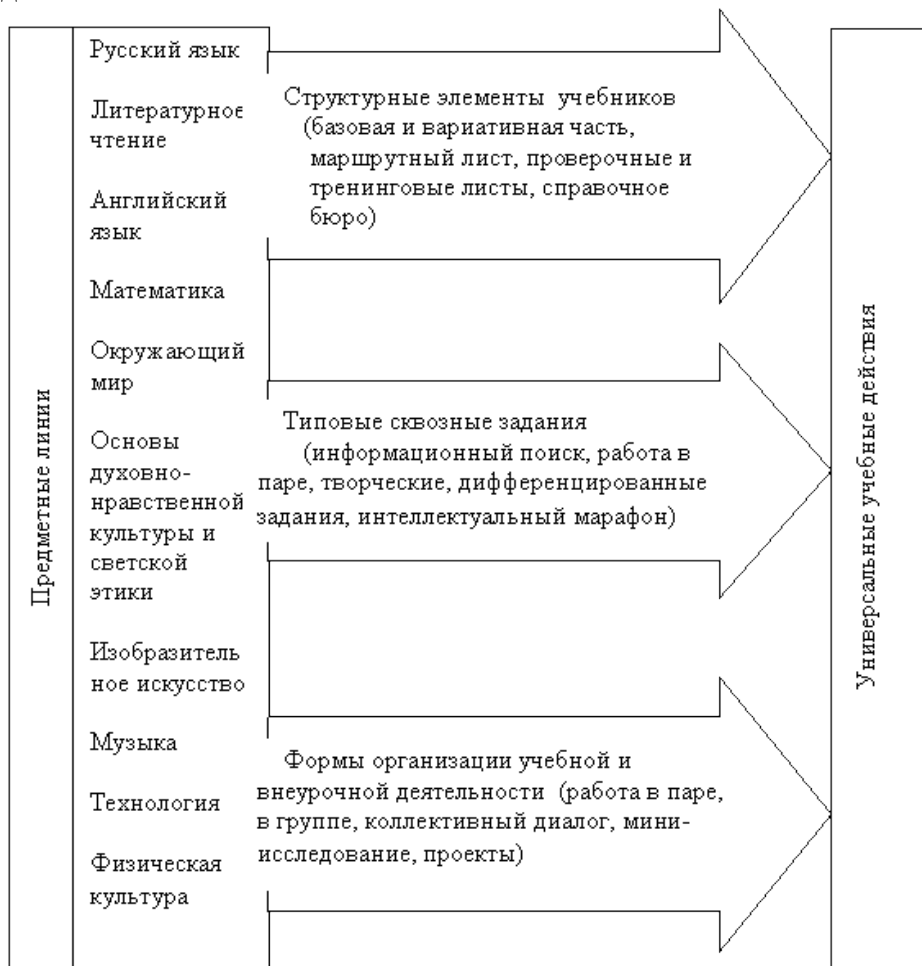 Предметные линии
Русский язык
Литературное
чтение
Английский
язык
Математика
Окружающий
мир
Основы
духовно-
нравственной
культуры и
светской
этики
Изобразитель
ное искусство
Музыка
Технология
Физическая
культура
Структурные элементы учебников
(базовая и вариативная часть,
маршрутный лист, проверочные и
тренинговые листы, справочное
бюро)
Типовые сквозные задания
(информационный поиск, работа в
паре, творческие, дифференцированные
задания, интеллектуальный марафон)
Формы организации учебной и
внеурочной деятельности (работа в паре,
в группе, коллективный диалог, мини-
исследование, проекты)
Универсальные учебные действия